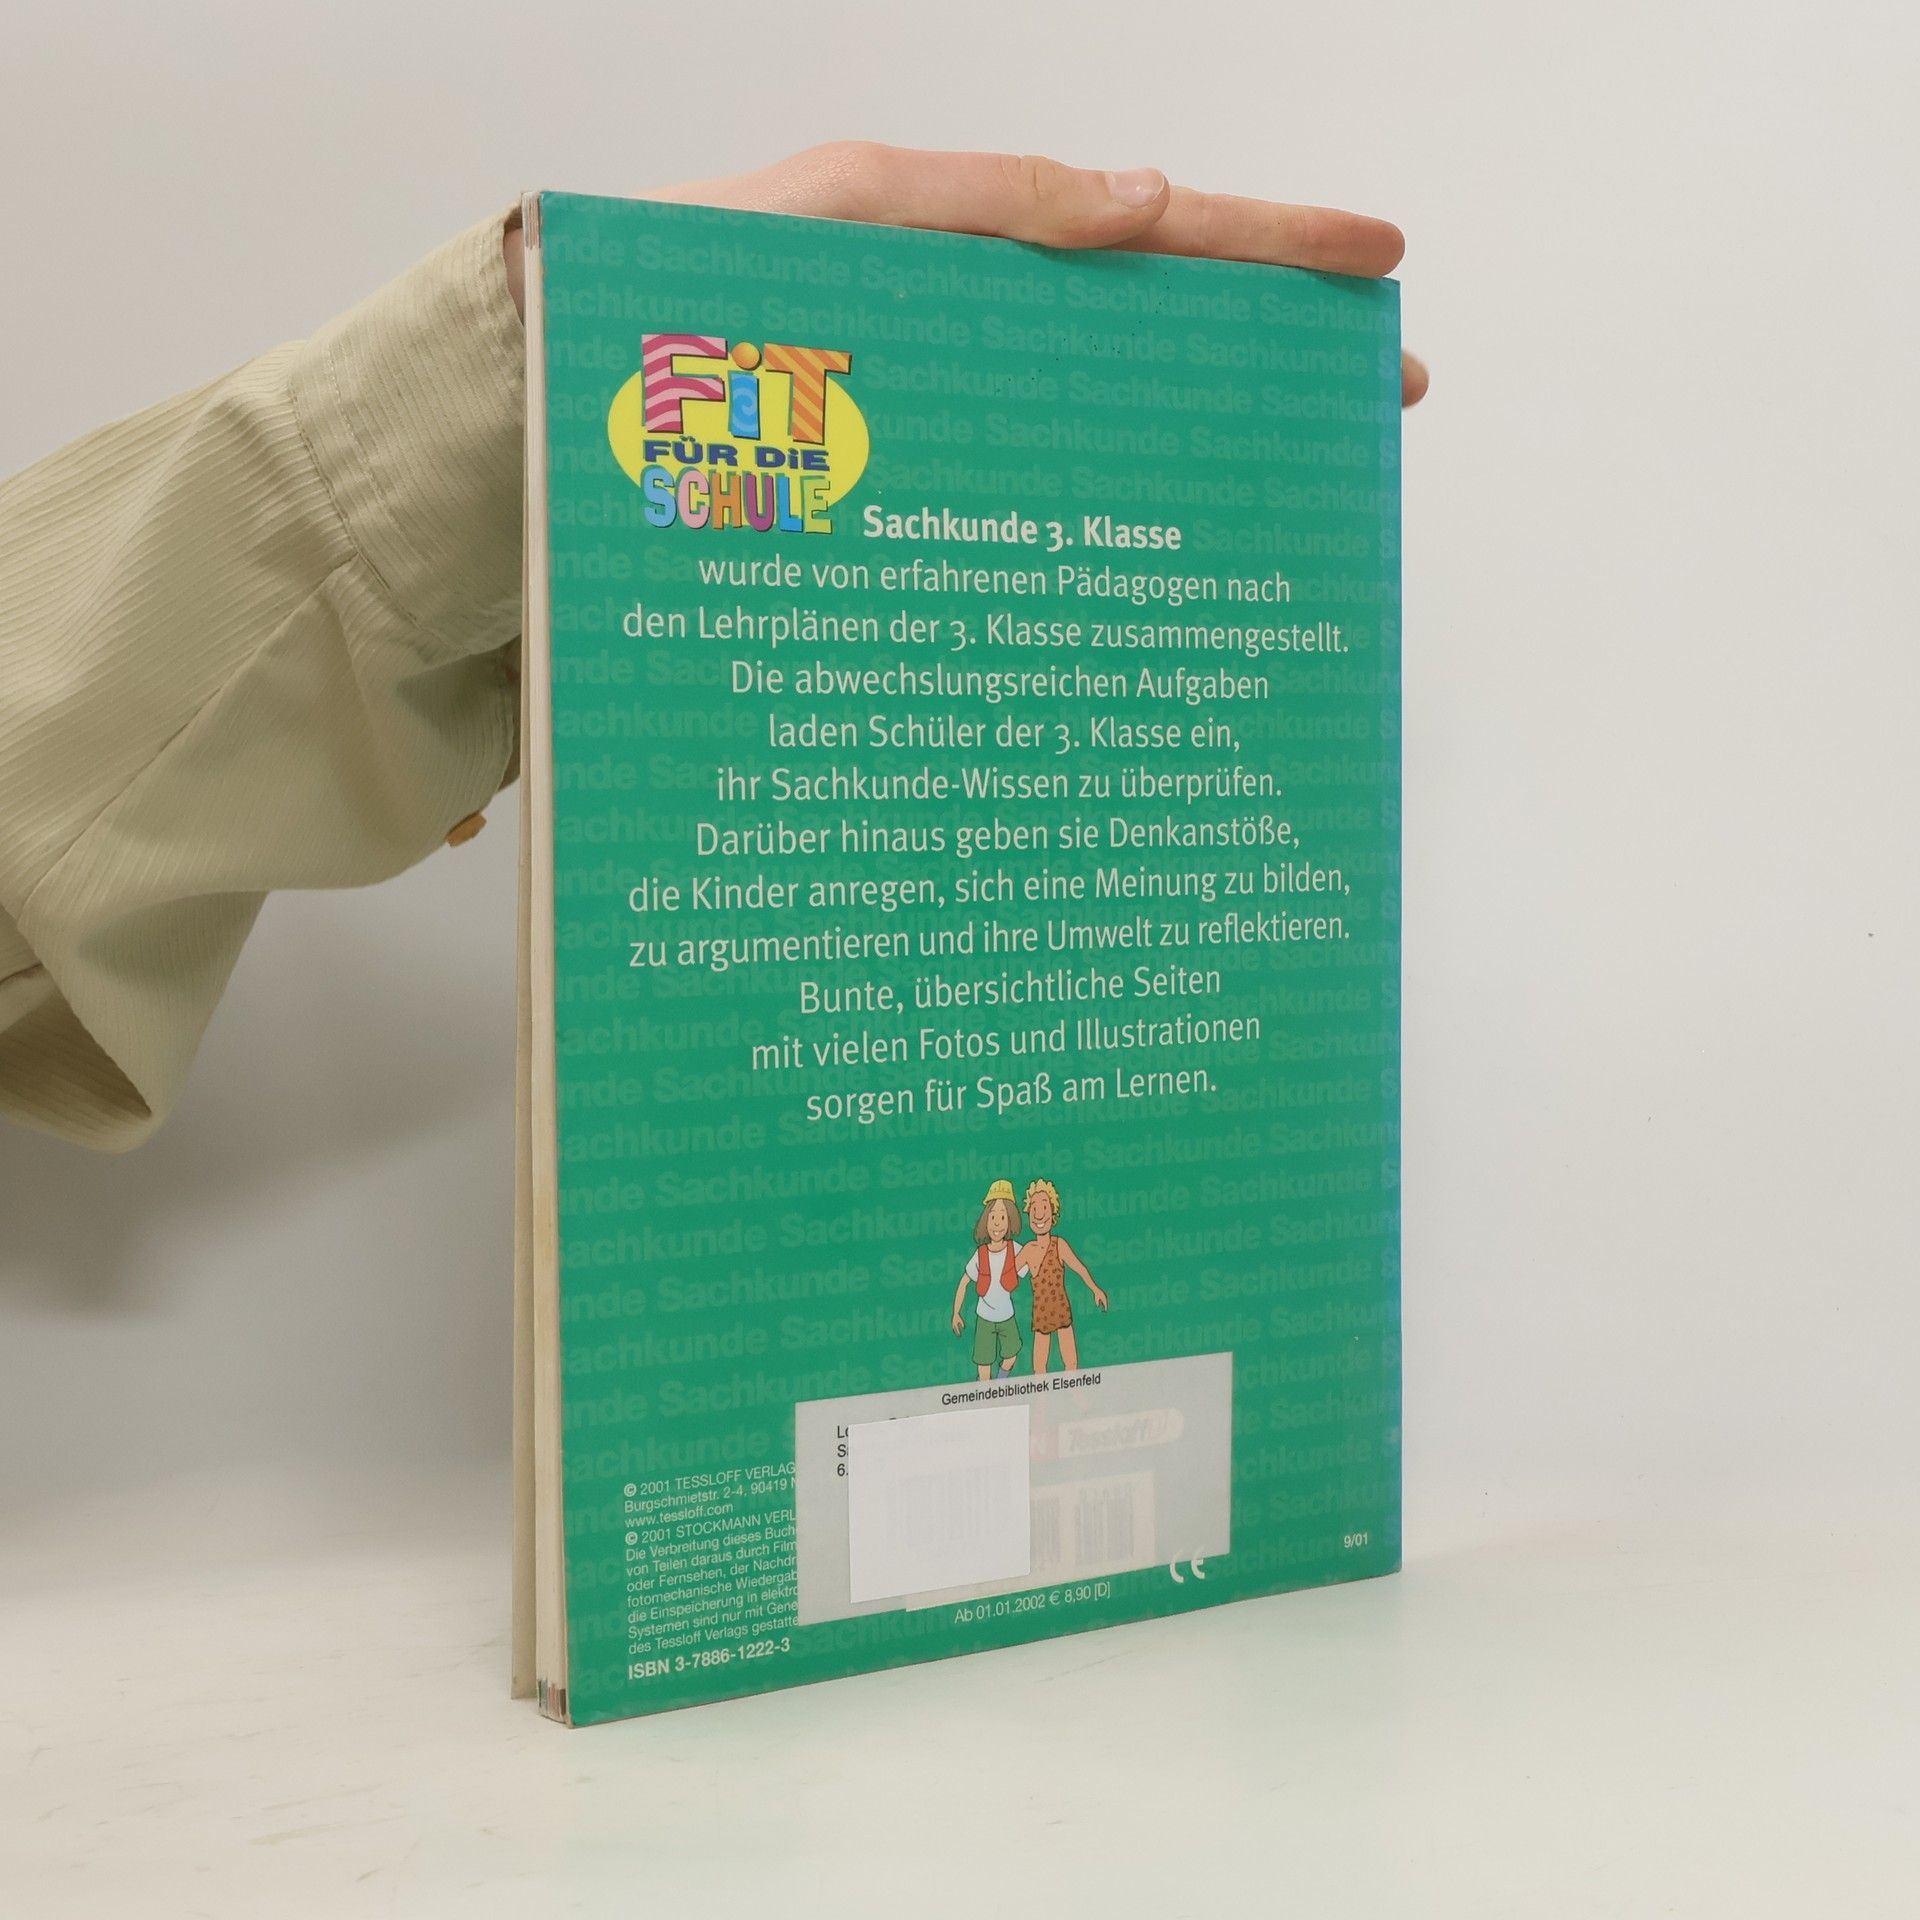 FiT
FÜR DiE
SCHULE
Sachkunde 3. Klasse
wurde von erfahrenen Pädagogen nach
den Lehrplänen der 3. Klasse zusammengestellt.
Die abwechslungsreichen Aufgaben
laden Schüler der 3. Klasse ein,
ihr Sachkunde-Wissen zu überprüfen.
Darüber hinaus geben sie Denkanstöße,
die Kinder anregen, sich eine Meinung zu bilden,
zu argumentieren und ihre Umwelt zu reflektieren.
Bunte, übersichtliche Seiten
mit vielen Fotos und Illustrationen
sorgen für Spaß am Lernen.
Gemeindebibliothek Elsenfeld
Tessloff
© 2001 TESSLOFF VERLAG
Burgschmietstr. 2-4, 90419 N
www.tessloff.com
© 2001 STOCKMANN VERL
Die Verbreitung dieses Buch
von Teilen daraus durch Film
oder Fernsehen, der Nachdr
fotomechanische Wiedergab
die Einspeicherung in elektro
Systemen sind nur mit Gene
des Tessloff Verlags gestatte
ISBN 3-7886-1222-3
Ab 01.01.2002 € 8,90 [D]
CE
9/01